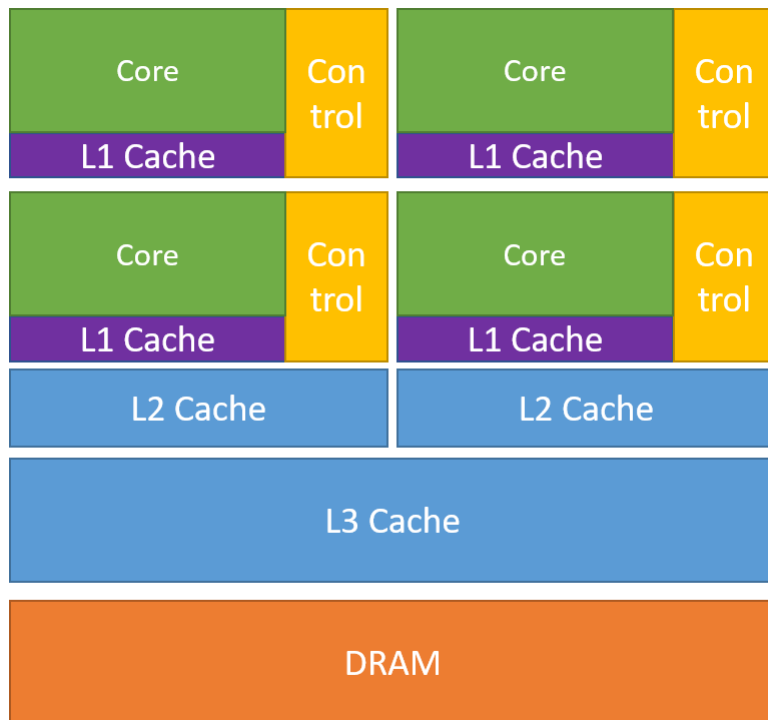 Core
Con
trol
L1 Cache
Core
Con
trol
L1 Cache
Core
Con
trol
L1 Cache
Core
Con
trol
L1 Cache
L2 Cache
L2 Cache
L3 Cache
DRAM